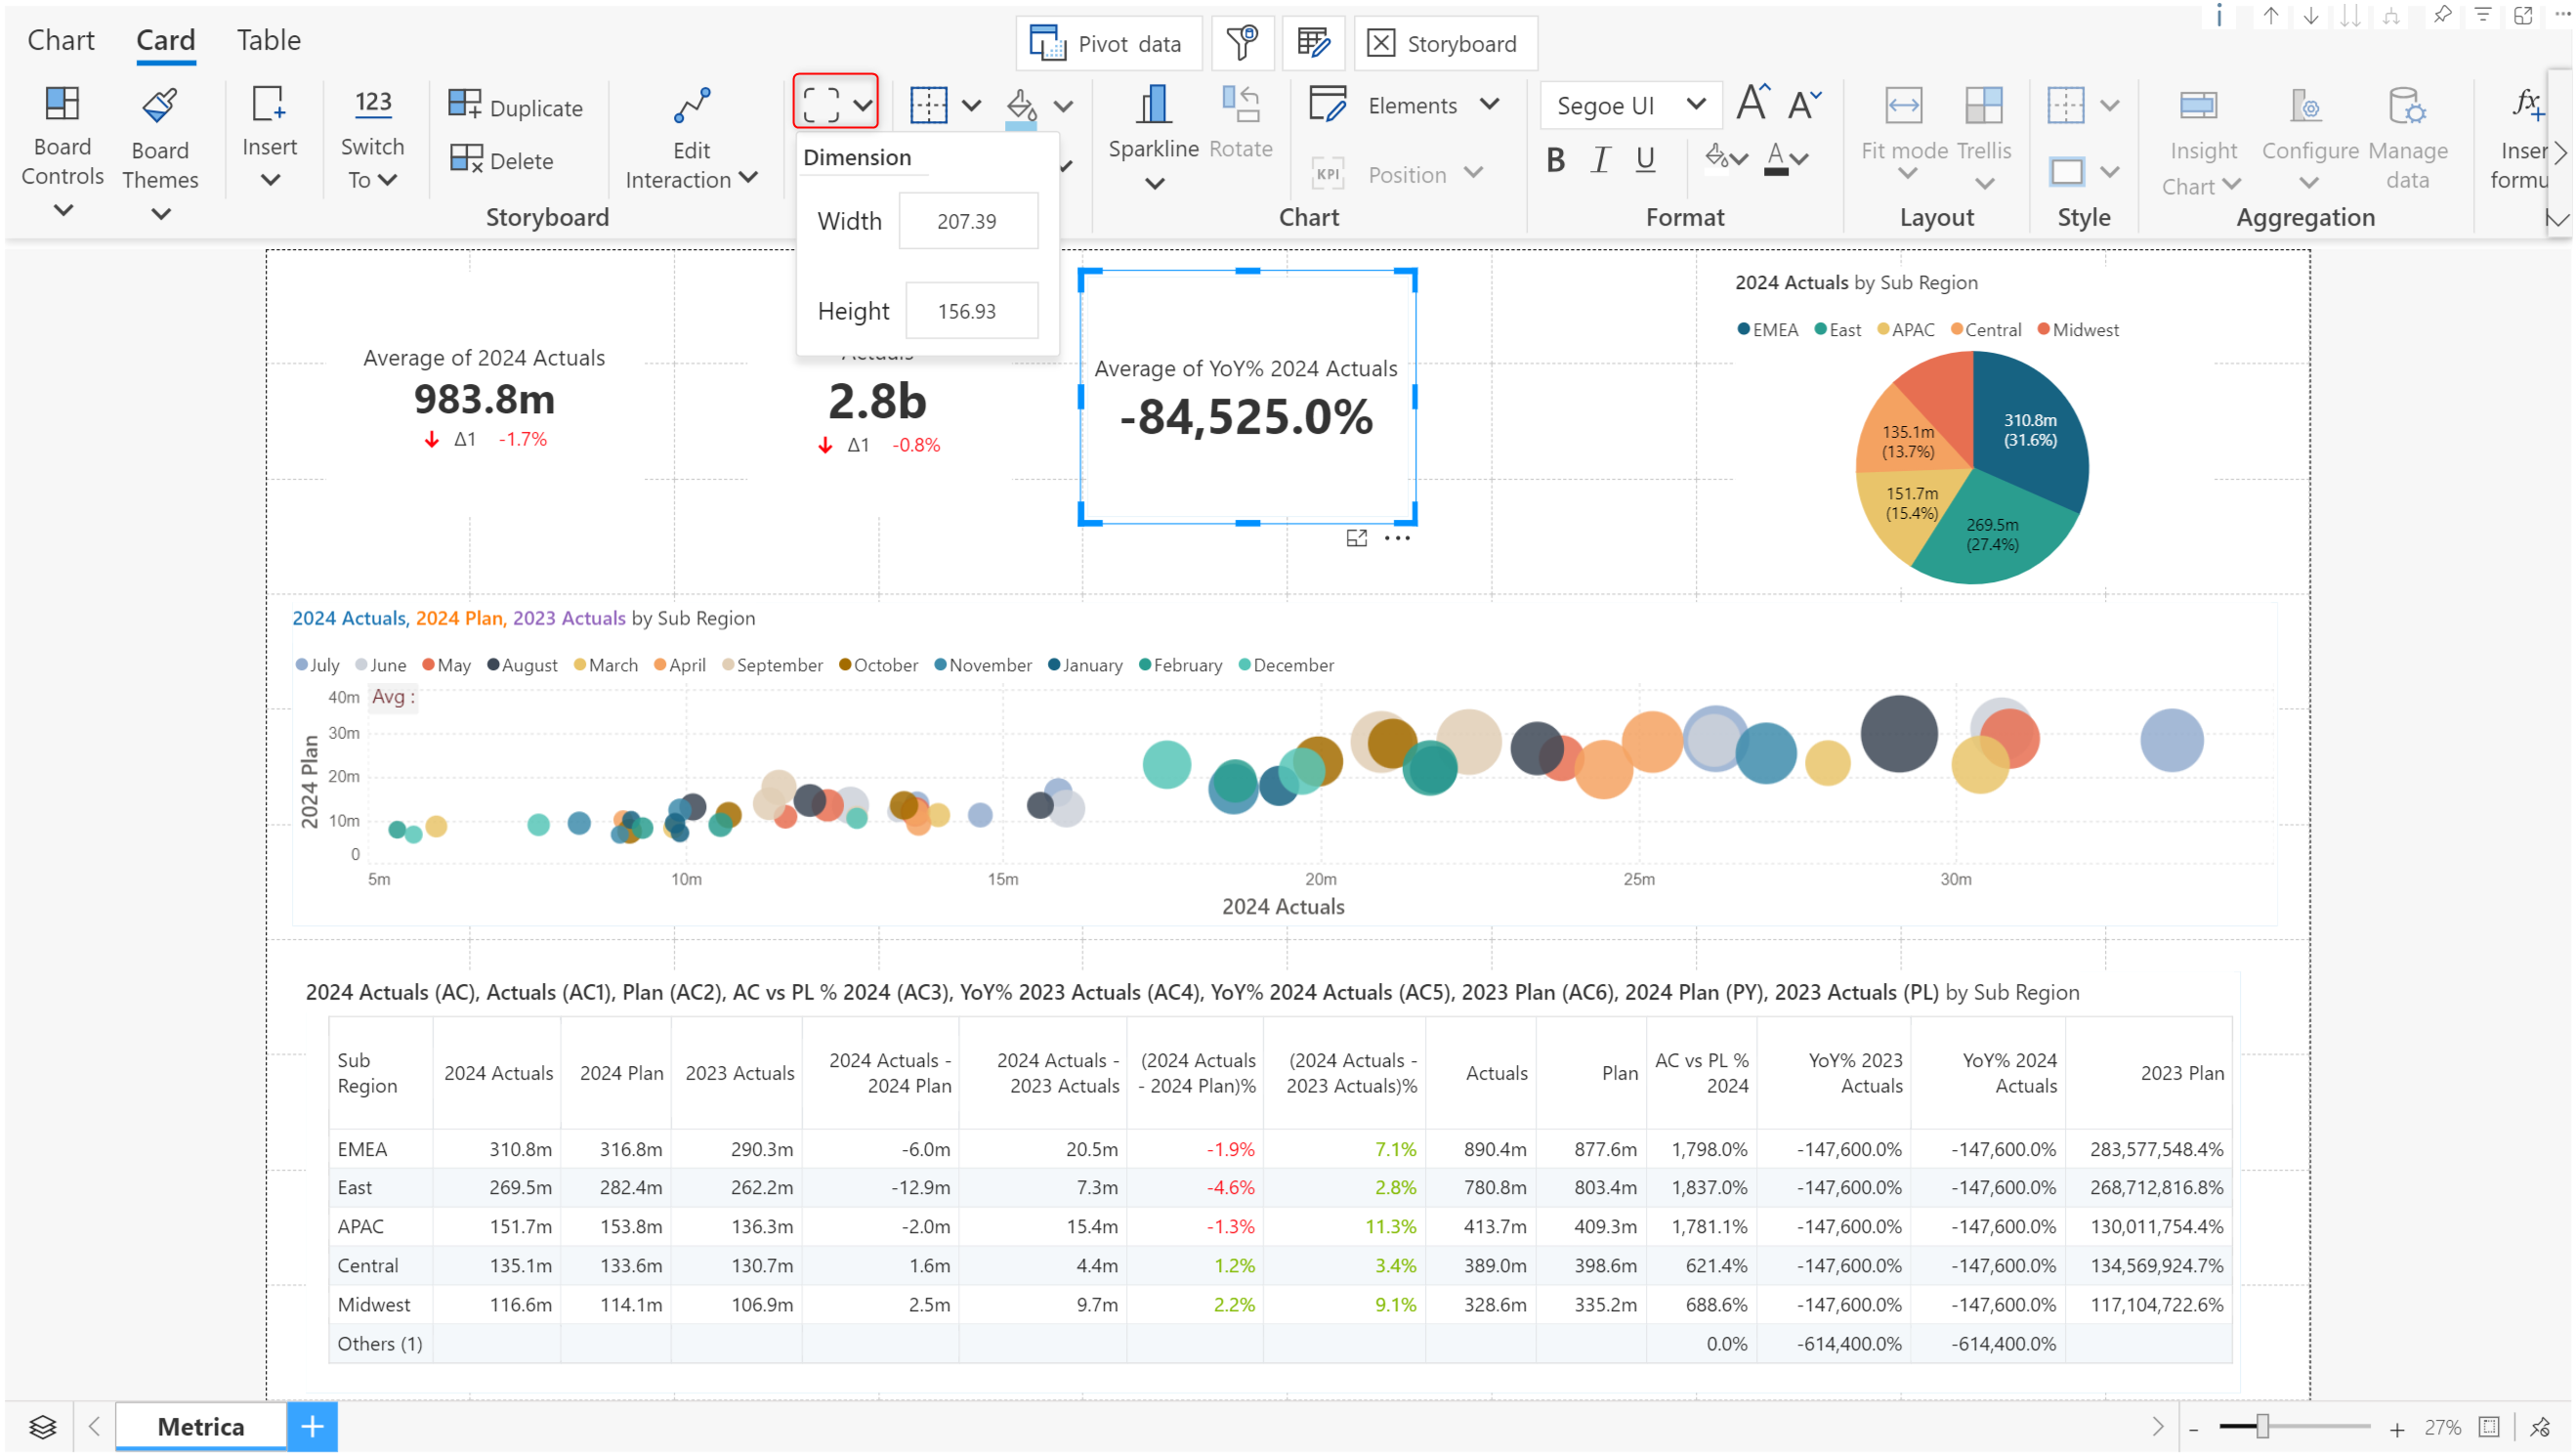 Chart Card Table
Pivot data
Storyboard
Board Controls
Board Themes
Insert
123
Switch To
Duplicate
Delete
Storyboard
Edit Interaction
Dimension
Width 207.39
Height 156.93
Sparkline
Rotate
Elements
KPI Position
Chart
Segoe UI
A A
B I U A
Format
Fit mode
Trellis
Layout
Style
Insight Chart
Configure
Manage data
Aggregation
fx
Average of 2024 Actuals
983.8m
Δ1 -1.7%
Actuals
2.8b
Δ1 -0.8%
Average of YoY% 2024 Actuals
-84,525.0%
2024 Actuals by Sub Region
EMEA East APAC Central Midwest
310.8m
(31.6%)
135.1m
(13.7%)
151.7m
(15.4%)
269.5m
(27.4%)
2024 Actuals, 2024 Plan, 2023 Actuals by Sub Region
July June May August March April September October November January February December
Avg :
2024 Plan
40m
30m
20m
10m
0
5m 10m 15m 20m 25m 30m
2024 Actuals
2024 Actuals (AC), Actuals (AC1), Plan (AC2), AC vs PL % 2024 (AC3), YoY% 2023 Actuals (AC4), YoY% 2024 Actuals (AC5), 2023 Plan (AC6), 2024 Plan (PY), 2023 Actuals (PL) by Sub Region
Sub Region 2024 Actuals 2024 Plan 2023 Actuals 2024 Actuals - 2024 Plan 2024 Actuals - 2023 Actuals (2024 Actuals - 2024 Plan)% (2024 Actuals - 2023 Actuals)% Actuals Plan AC vs PL % 2024 YoY% 2023 Actuals YoY% 2024 Actuals 2023 Plan
EMEA 310.8m 316.8m 290.3m -6.0m 20.5m -1.9% 7.1% 890.4m 877.6m 1,798.0% -147,600.0% -147,600.0% 283,577,548.4%
East 269.5m 282.4m 262.2m -12.9m 7.3m -4.6% 2.8% 780.8m 803.4m 1,837.0% -147,600.0% -147,600.0% 268,712,816.8%
APAC 151.7m 153.8m 136.3m -2.0m 15.4m -1.3% 11.3% 413.7m 409.3m 1,781.1% -147,600.0% -147,600.0% 130,011,754.4%
Central 135.1m 133.6m 130.7m 1.6m 4.4m 1.2% 3.4% 389.0m 398.6m 621.4% -147,600.0% -147,600.0% 134,569,924.7%
Midwest 116.6m 114.1m 106.9m 2.5m 9.7m 2.2% 9.1% 328.6m 335.2m 688.6% -147,600.0% -147,600.0% 117,104,722.6%
Others (1) 0.0% -614,400.0% -614,400.0%
Metrica
27%